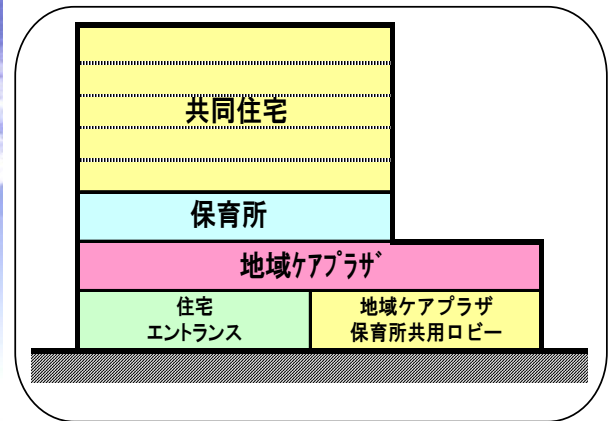 共同住宅
保育所
地域ｹｱﾌﾟﾗｻﾞ
住宅
エントランス
地域ケアプラザ
保育所共用ロビー